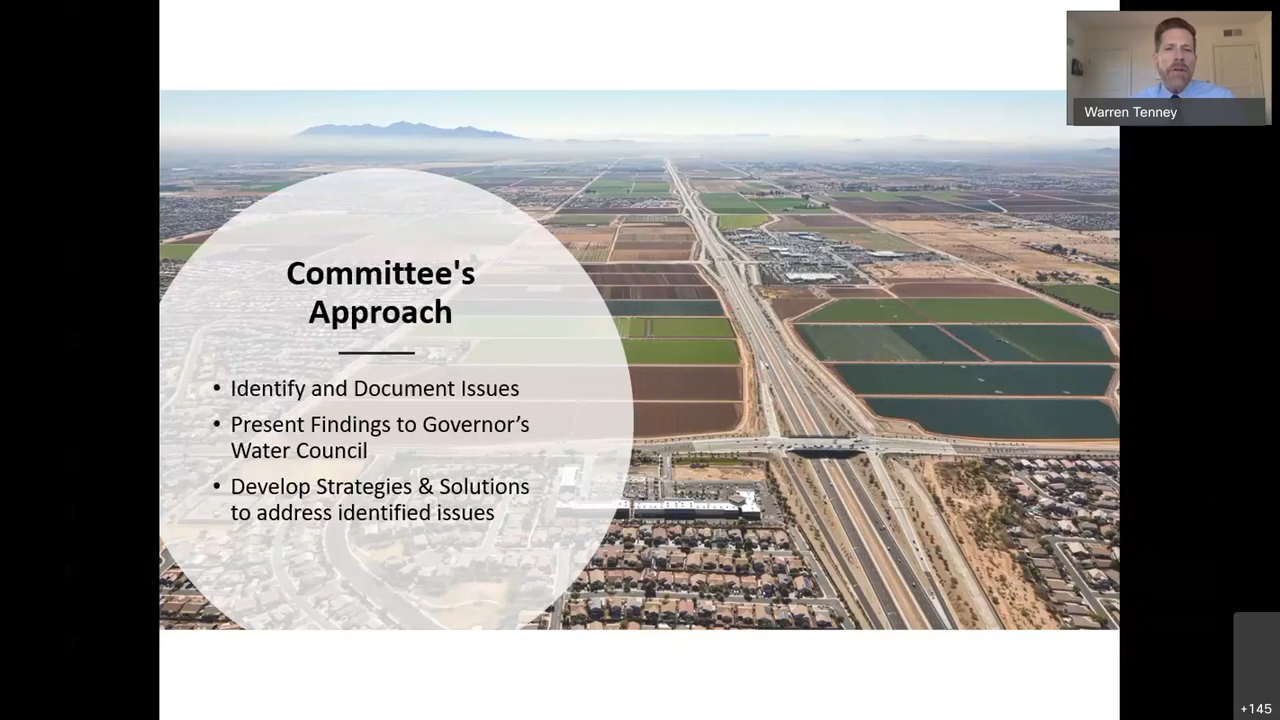 Warren Tenney
Committee's
Approach
• Identify and Document Issues
• Present Findings to Governor’s
Water Council
• Develop Strategies & Solutions
to address identified issues
+145